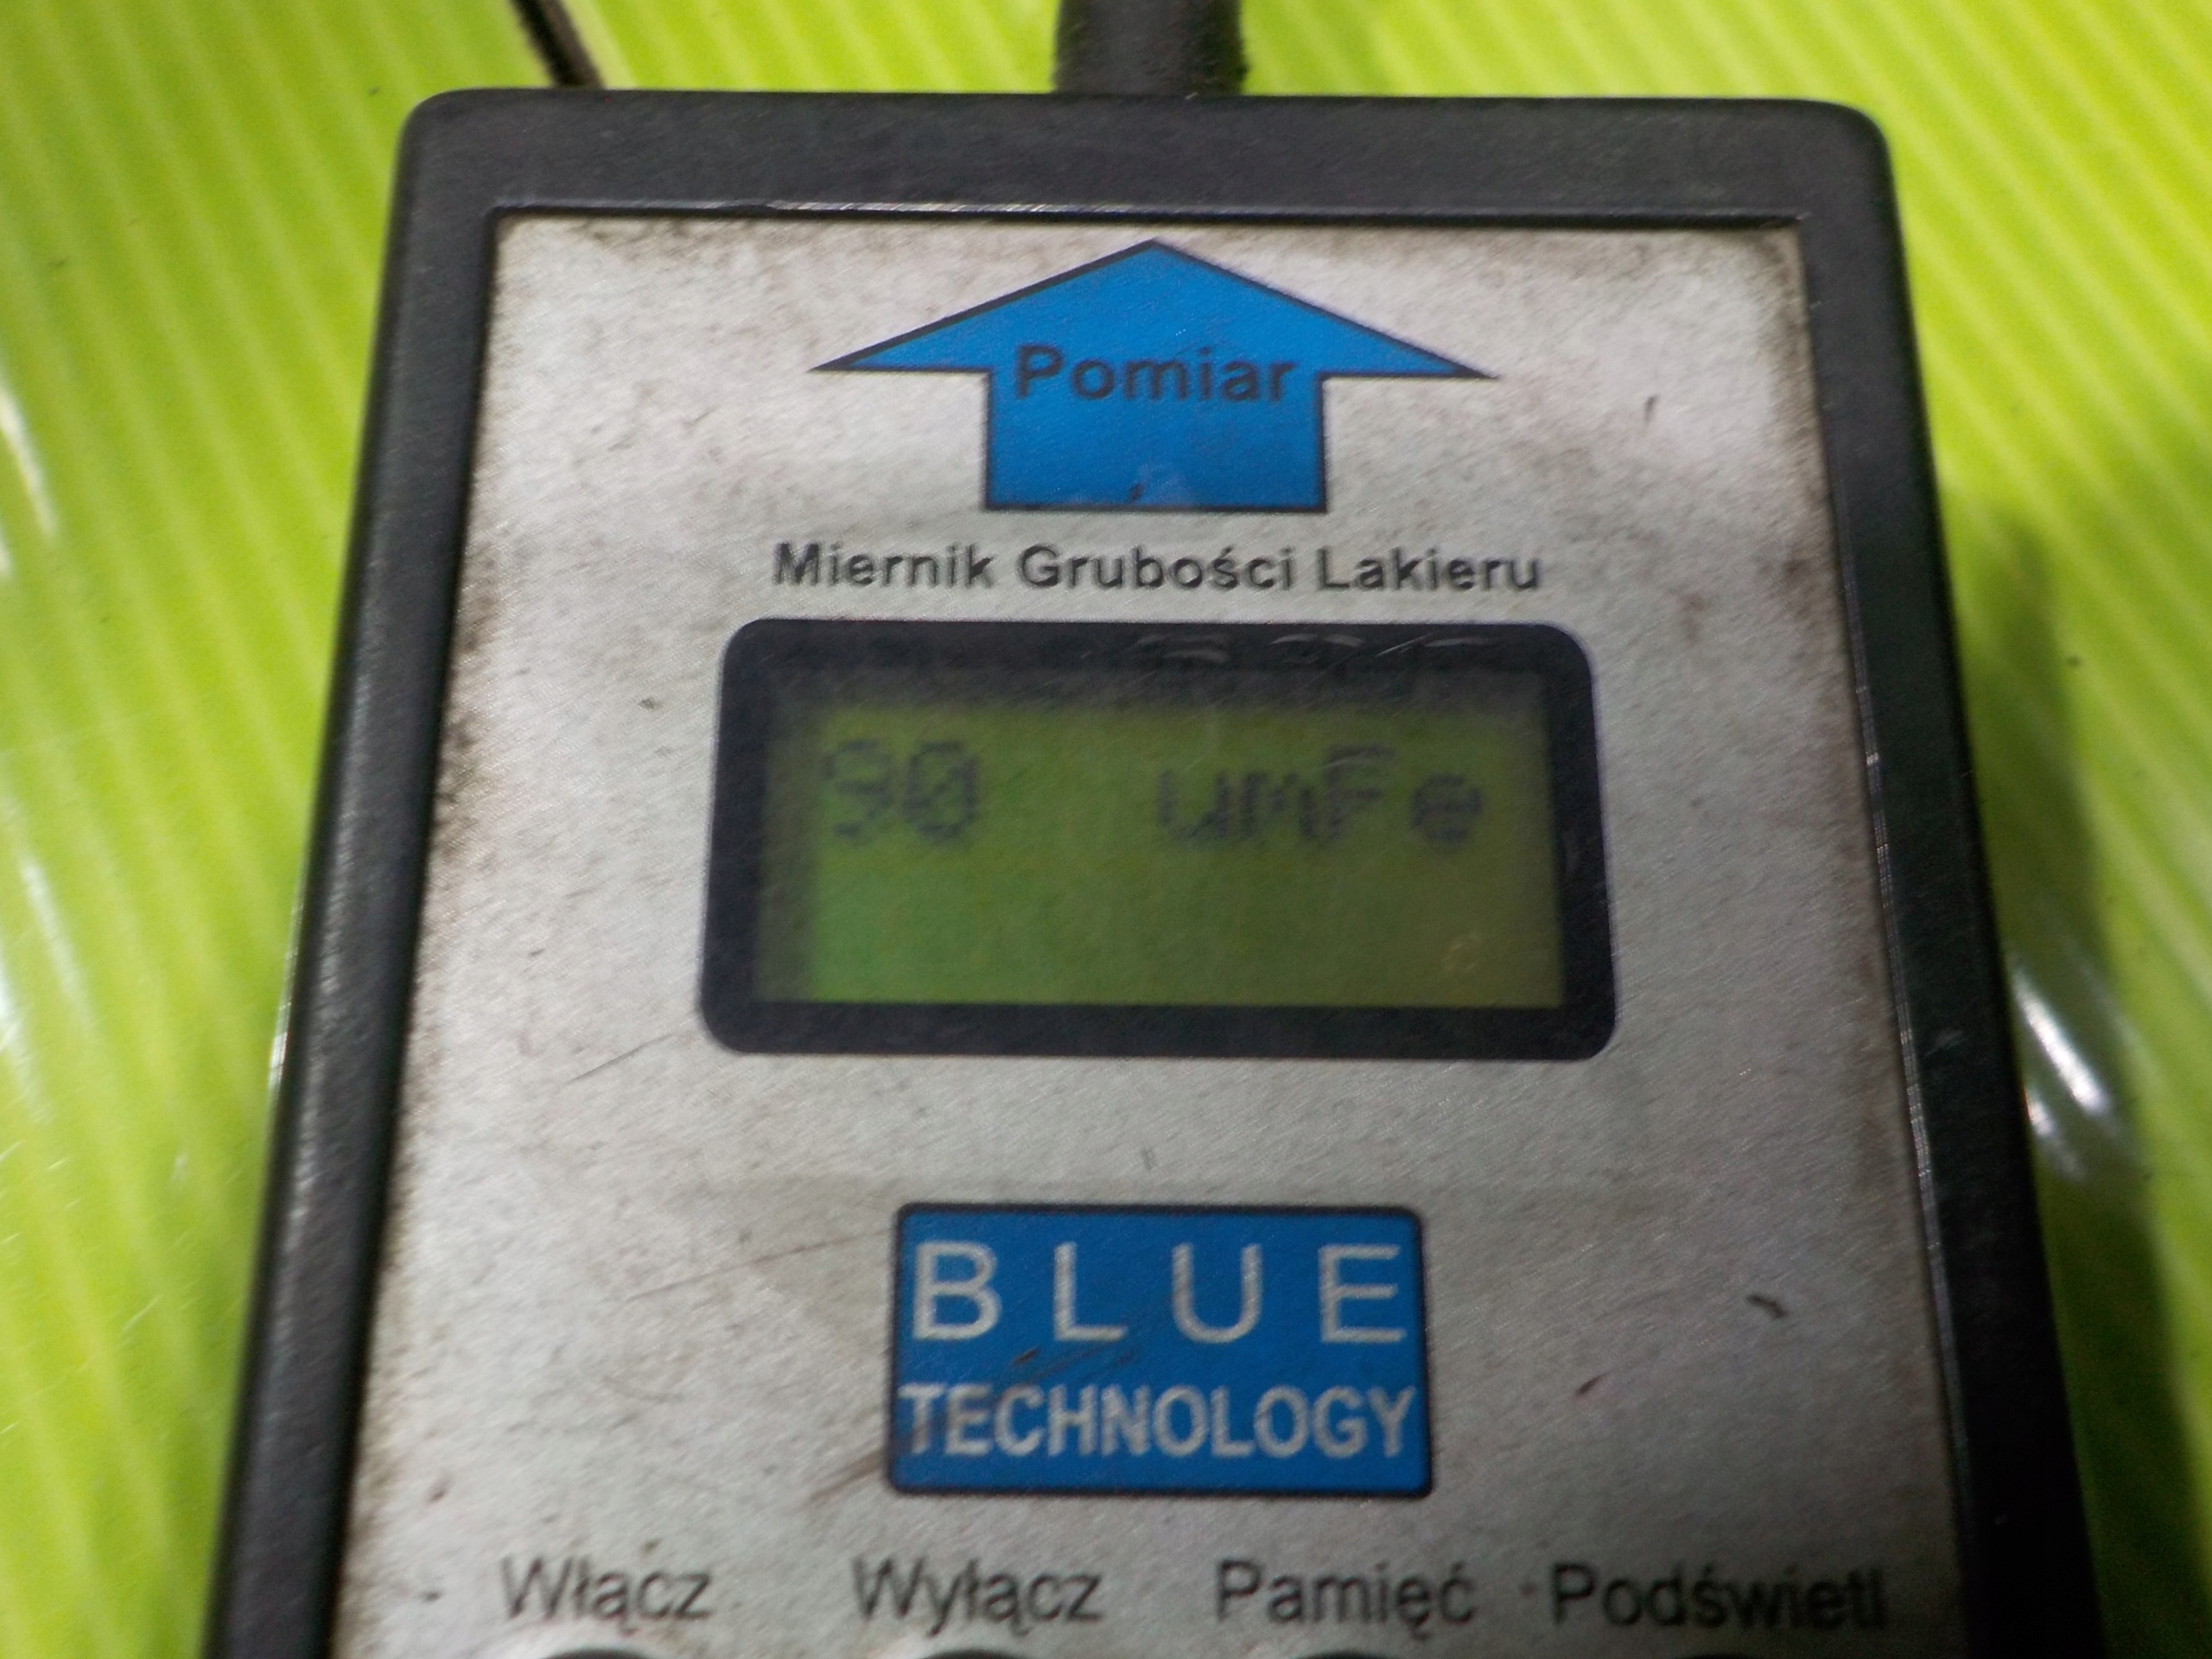 Pomiar
Miernik Grubości Lakieru
90 umFe
BLUE
TECHNOLOGY
Włącz Wyłącz Pamięć Podświetl